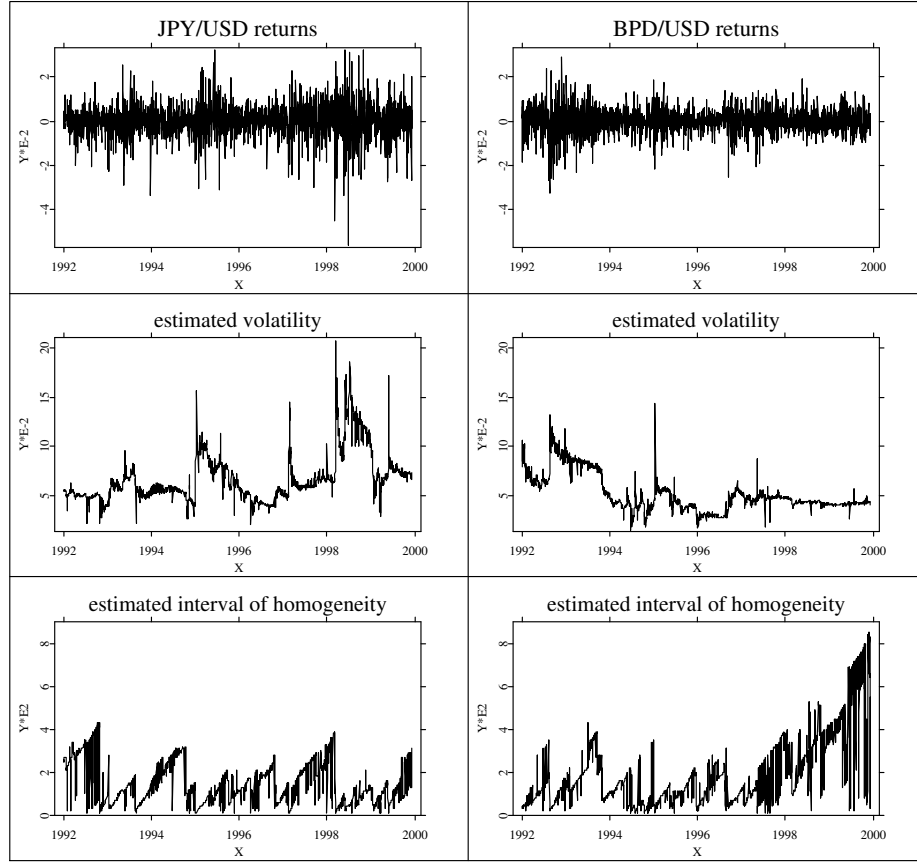 JPY/USD returns
Y*E-2
2
0
-2
-4
1992 1994 1996 1998 2000
X
BPD/USD returns
Y*E-2
2
0
-2
-4
1992 1994 1996 1998 2000
X
estimated volatility
Y*E-2
20
15
10
5
1992 1994 1996 1998 2000
X
estimated volatility
Y*E-2
20
15
10
5
1992 1994 1996 1998 2000
X
estimated interval of homogeneity
Y*E2
8
6
4
2
0
1992 1994 1996 1998 2000
X
estimated interval of homogeneity
Y*E2
8
6
4
2
0
1992 1994 1996 1998 2000
X